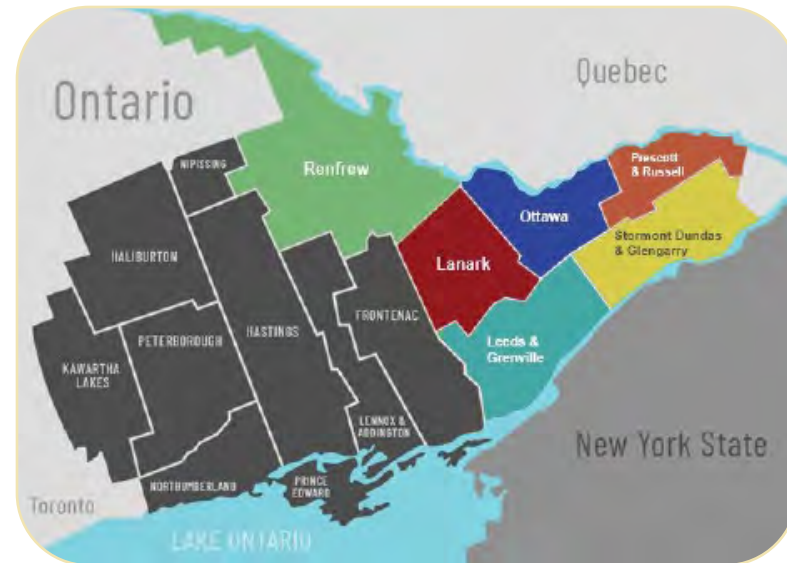 Quebec
Ontario
Prescott
& Russell
NIPISSING
Renfrew
Ottawa
Stormont Dundas
& Glengarry
HALIBURTON
Lanark
FRONTENAC
HASTINGS
PETERBOROUGH
Leeds &
Grenville
KAWARTHA
LAKES
LENNOX &
ADDINGTON
New York State
NORTHUMBERLAND
PRINCE
EDWARD
Toronto
LAKE ONTARIO